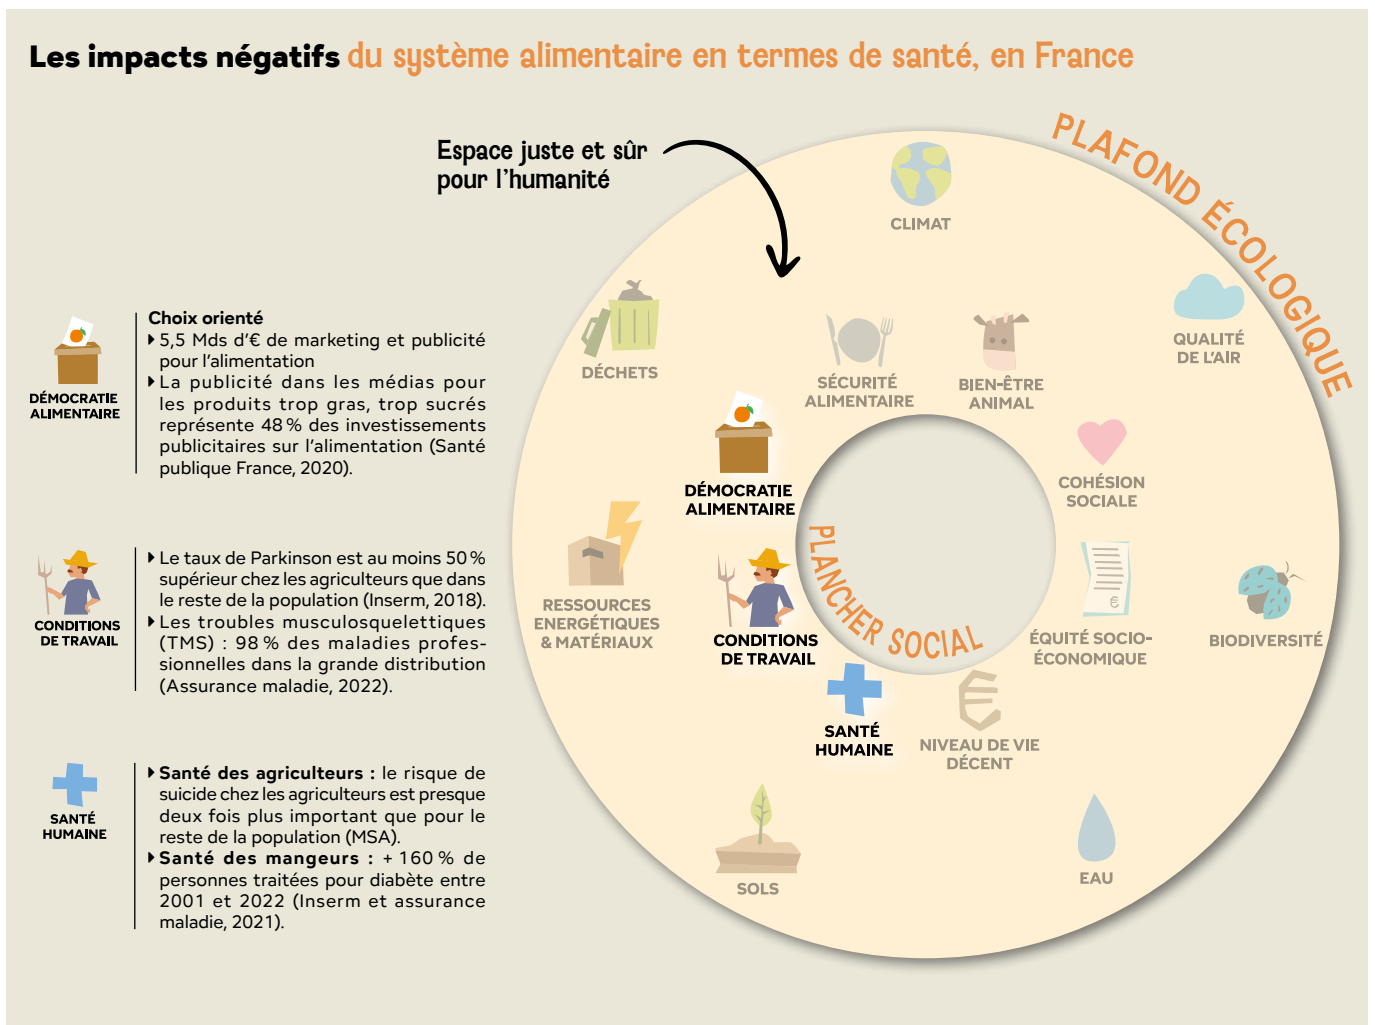 Les impacts négatifs du système alimentaire en termes de santé, en France
Espace juste et sûr
pour l'humanité
PLAFOND ÉCOLOGIQUE
CLIMAT
QUALITÉ
DE L'AIR
DÉCHETS
SÉCURITÉ
ALIMENTAIRE
BIEN-ÊTRE
ANIMAL
COHÉSION
SOCIALE
DÉMOCRATIE
ALIMENTAIRE
PLANCHER SOCIAL
RESSOURCES
ENERGÉTIQUES
& MATÉRIAUX
CONDITIONS
DE TRAVAIL
€
ÉQUITÉ SOCIO-
ÉCONOMIQUE
BIODIVERSITÉ
SANTÉ
HUMAINE
NIVEAU DE VIE
DÉCENT
SOLS
EAU
DÉMOCRATIE
ALIMENTAIRE
Choix orienté
5,5 Mds d'€ de marketing et publicité
pour l'alimentation
La publicité dans les médias pour
les produits trop gras, trop sucrés
représente 48 % des investissements
publicitaires sur l'alimentation (Santé
publique France, 2020).
CONDITIONS
DE TRAVAIL
Le taux de Parkinson est au moins 50 %
supérieur chez les agriculteurs que dans
le reste de la population (Inserm, 2018).
Les troubles musculosquelettiques
(TMS) : 98 % des maladies profes-
sionnelles dans la grande distribution
(Assurance maladie, 2022).
SANTÉ
HUMAINE
Santé des agriculteurs : le risque de
suicide chez les agriculteurs est presque
deux fois plus important que pour le
reste de la population (MSA).
Santé des mangeurs : + 160 % de
personnes traitées pour diabète entre
2001 et 2022 (Inserm et assurance
maladie, 2021).